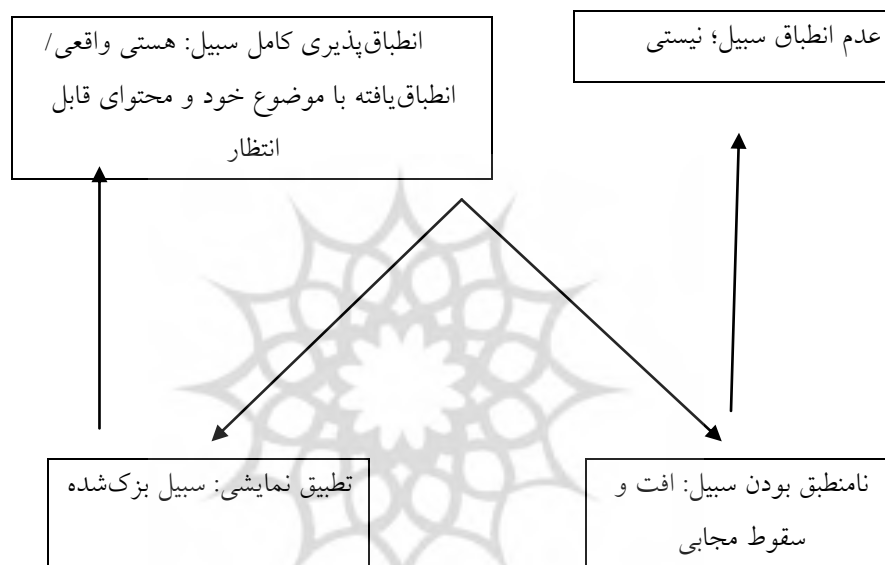 عدم انطباق سبیل؛ نیستی
انطباق‌پذیری کامل سبیل: هستی واقعی/
انطباق‌یافته با موضوع خود و محتوای قابل
انتظار
نامنطبق بودن سبیل: افت و
سقوط مجابی
تطبیق نمایشی: سبیل بزک‌شده